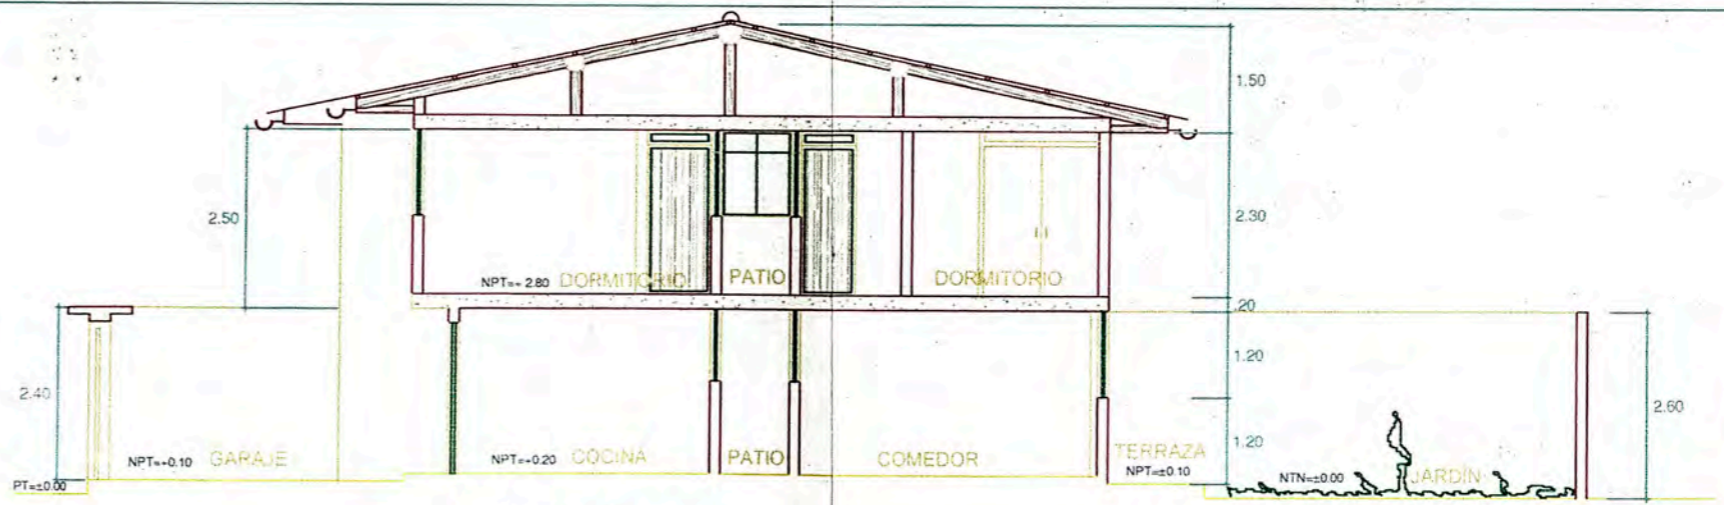 1.50
2.50
2.30
NPT=+ 2.80 DORMITORIO PATIO DORMITORIO
.20
1.20
2.40
2.60
1.20
NPT=+0.10 GARAJE NPT=+0.20 COCINA PATIO COMEDOR TERRAZA
NPT=±0.10
PT=±0.00 NTN=±0.00 JARDIN